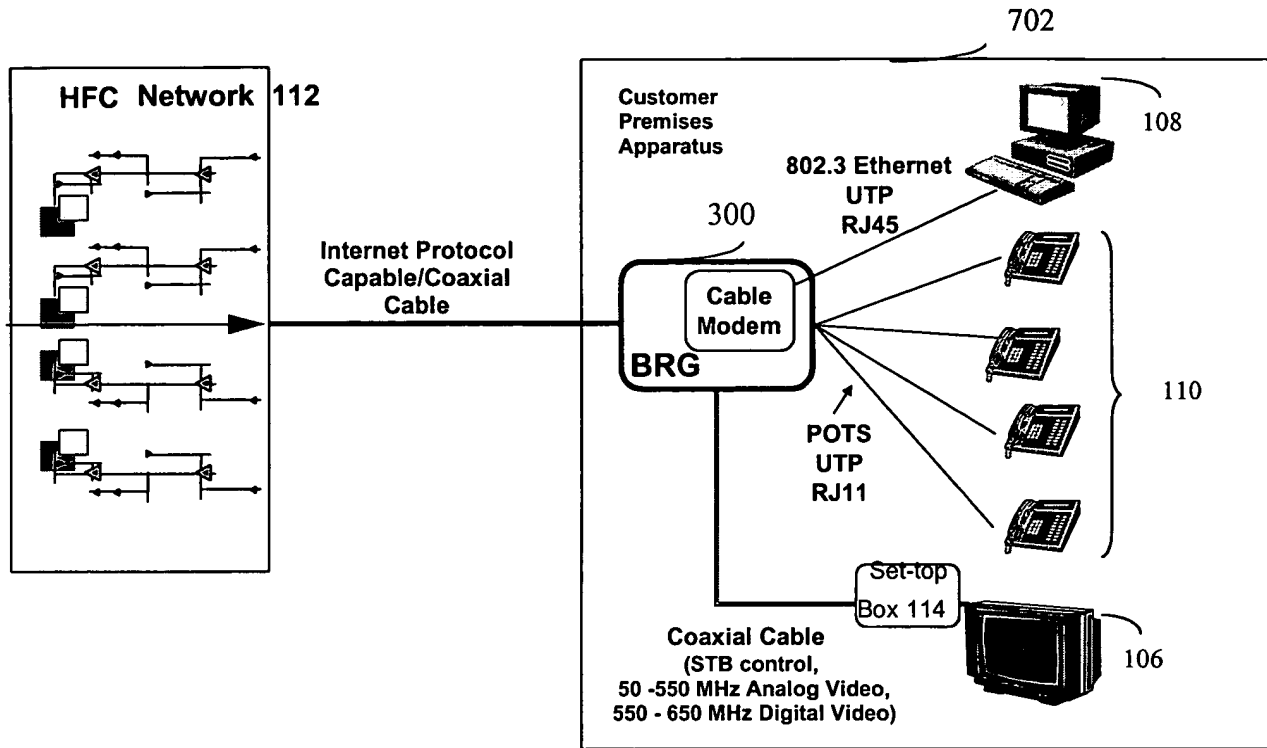 702
HFC Network 112
Customer
Premises
Apparatus
108
802.3 Ethernet
UTP
RJ45
300
Internet Protocol
Capable/Coaxial
Cable
Cable
Modem
BRG
110
POTS
UTP
RJ11
Set-top
Box 114
Coaxial Cable
(STB control,
50 -550 MHz Analog Video,
550 - 650 MHz Digital Video)
106